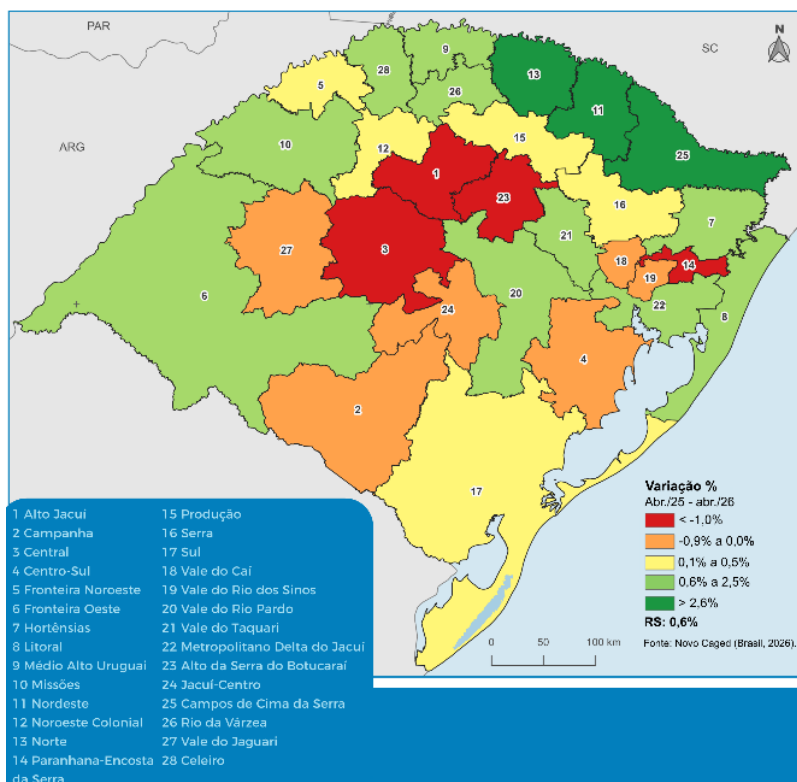 PAR
SC
N
ARG
9
28
13
5
26
11
10
12
15
25
1
23
16
7
21
27
3
18
14
19
6
20
22
24
8
4
2
17
Variação %
Abr./25 - abr./26
< -1,0%
-0,9% a 0,0%
0,1% a 0,5%
0,6% a 2,5%
> 2,6%
RS: 0,6%
0 50 100 km
Fonte: Novo Caged (Brasil, 2026).
1 Alto Jacuí
2 Campanha
3 Central
4 Centro-Sul
5 Fronteira Noroeste
6 Fronteira Oeste
7 Hortênsias
8 Litoral
9 Médio Alto Uruguai
10 Missões
11 Nordeste
12 Noroeste Colonial
13 Norte
14 Paranhana-Encosta
da Serra
15 Produção
16 Serra
17 Sul
18 Vale do Caí
19 Vale do Rio dos Sinos
20 Vale do Rio Pardo
21 Vale do Taquari
22 Metropolitano Delta do Jacuí
23 Alto da Serra do Botucaraí
24 Jacuí-Centro
25 Campos de Cima da Serra
26 Rio da Várzea
27 Vale do Jaguari
28 Celeiro